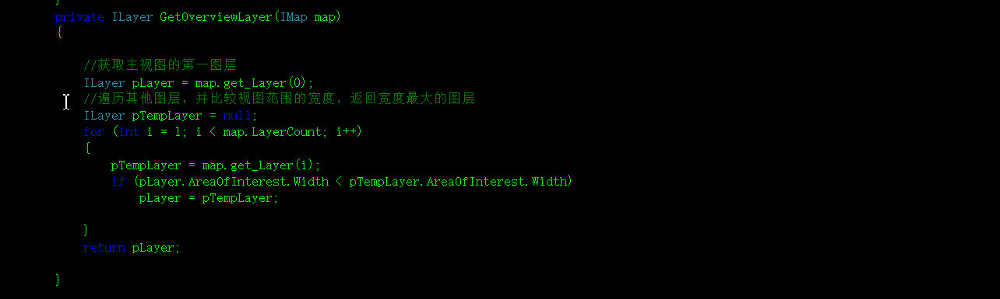 }
private ILayer GetOverviewLayer(IMap map)
{
//获取主视图的第一图层
ILayer pLayer = map.get_Layer(0);
//遍历其他图层，并比较视图范围的宽度，返回宽度最大的图层
ILayer pTempLayer = null;
for (int i = 1; i < map.LayerCount; i++)
{
pTempLayer = map.get_Layer(i);
if (pLayer.AreaOfInterest.Width < pTempLayer.AreaOfInterest.Width)
pLayer = pTempLayer;
}
return pLayer;
}